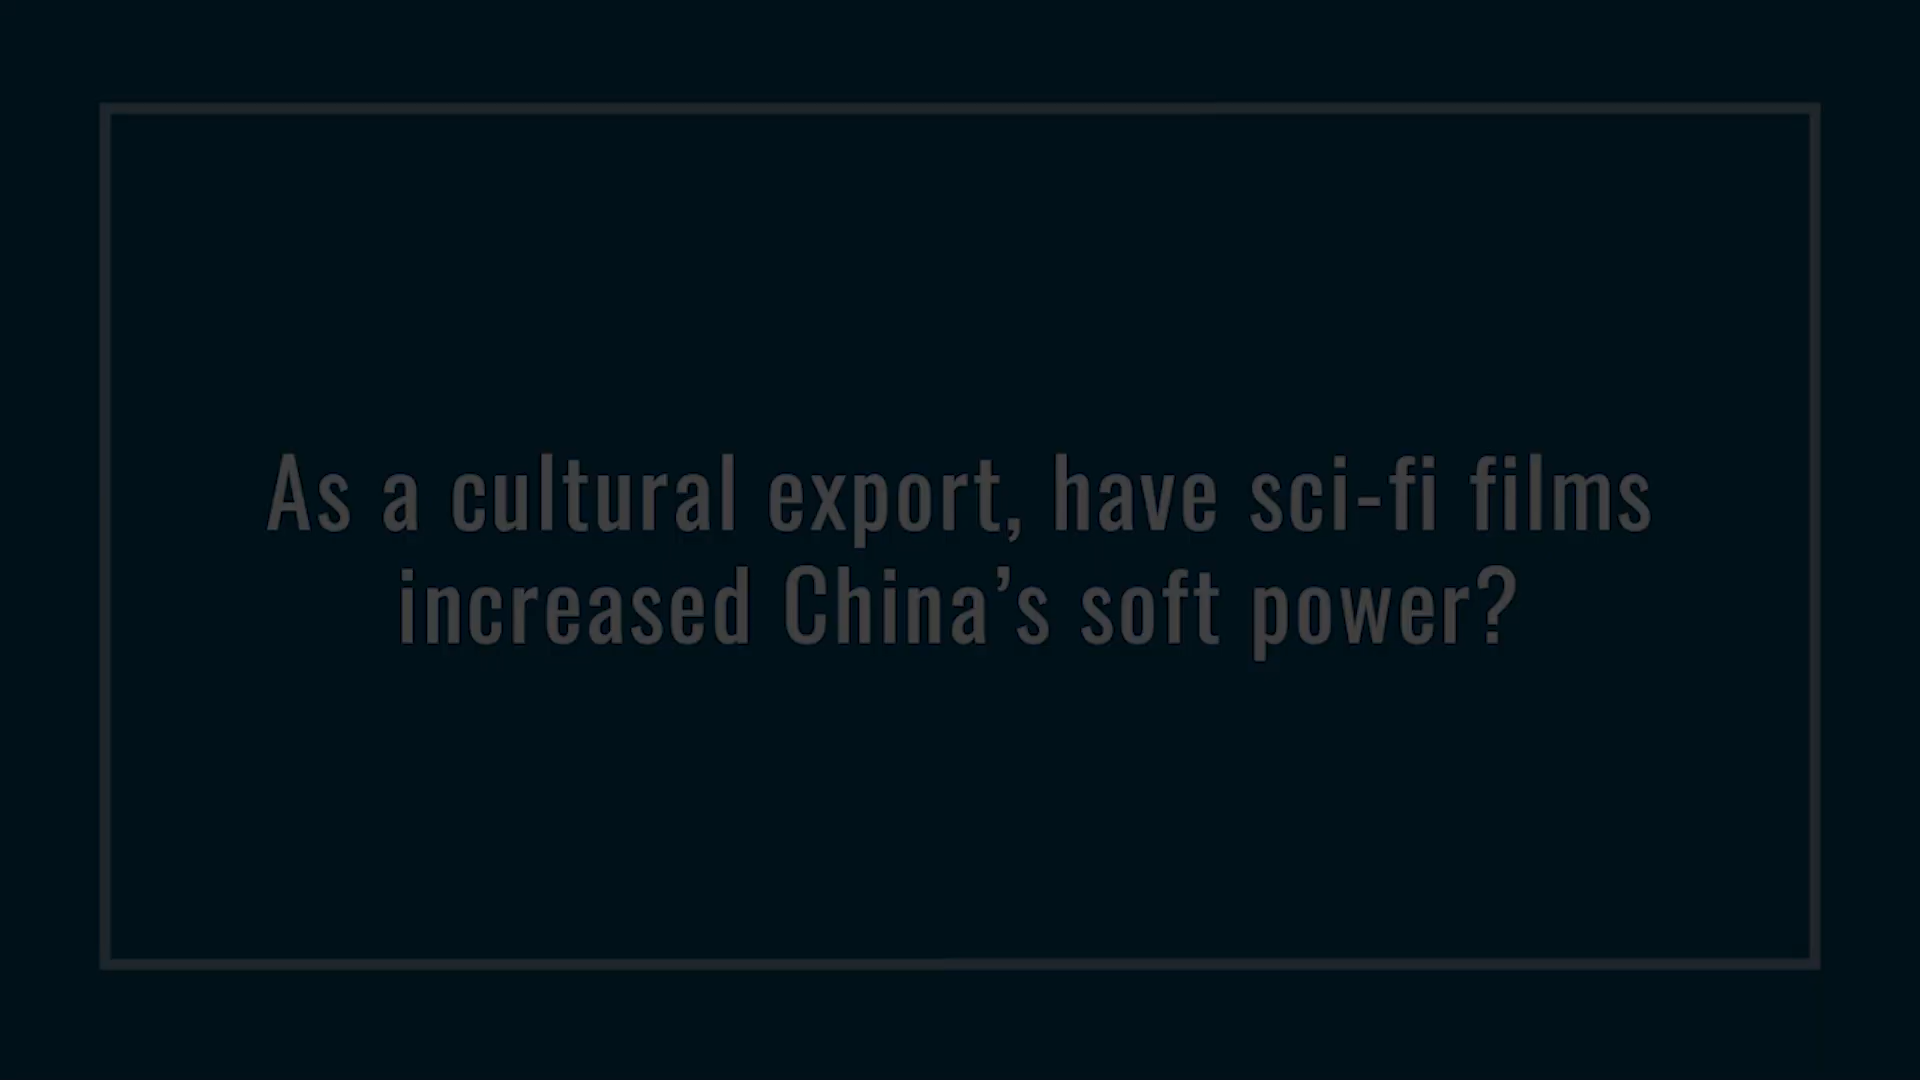 As a cultural export, have sci-fi films
increased China’s soft power?